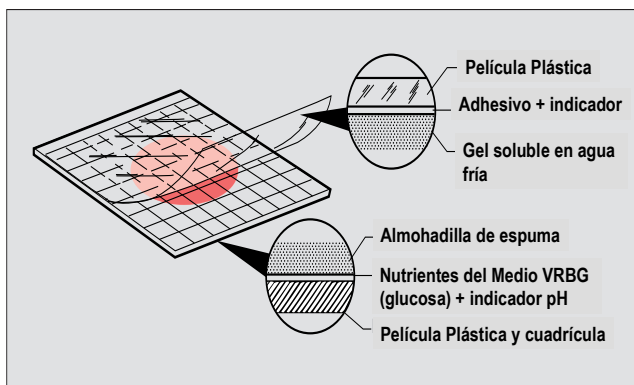 Película Plástica
Adhesivo + indicador
Gel soluble en agua
fría
Almohadilla de espuma
Nutrientes del Medio VRBG
(glucosa) + indicador pH
Película Plástica y cuadrícula